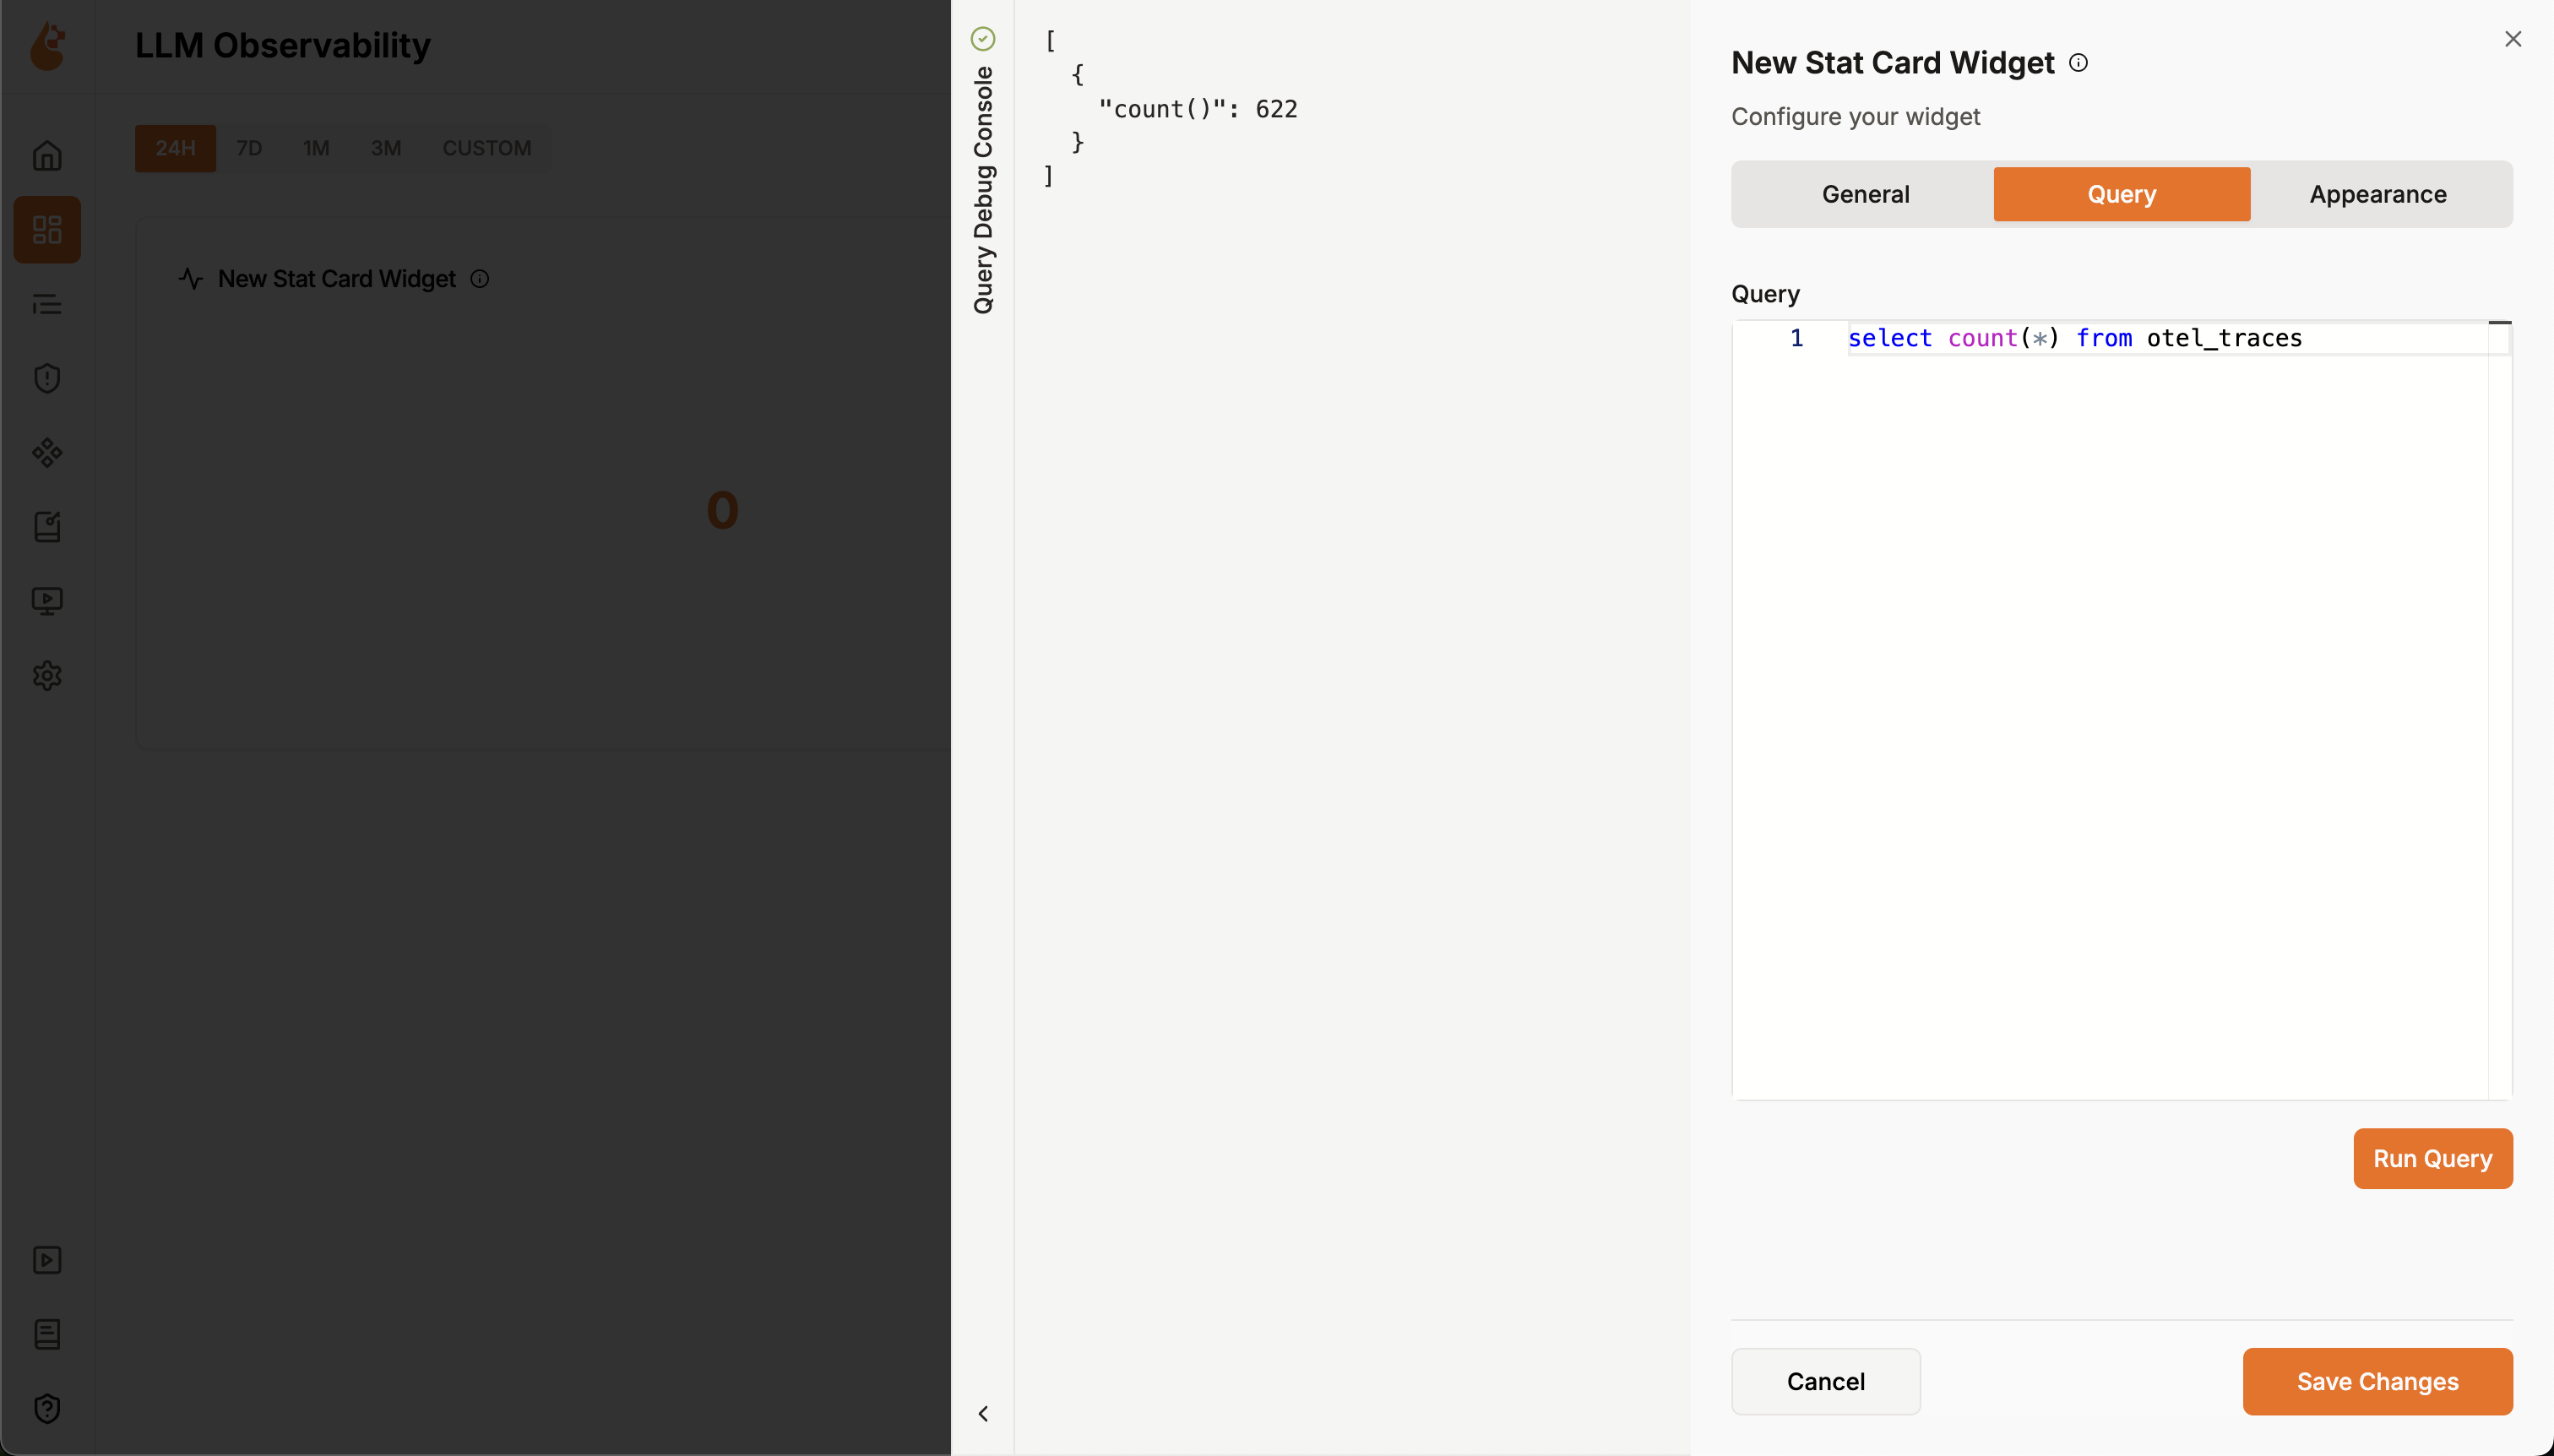 LLM Observability
24H 7D 1M 3M CUSTOM
New Stat Card Widget
0
Query Debug Console
[
{
"count()": 622
}
]
New Stat Card Widget
Configure your widget
General Query Appearance
Query
1 select count(*) from otel_traces
Run Query
Cancel Save Changes